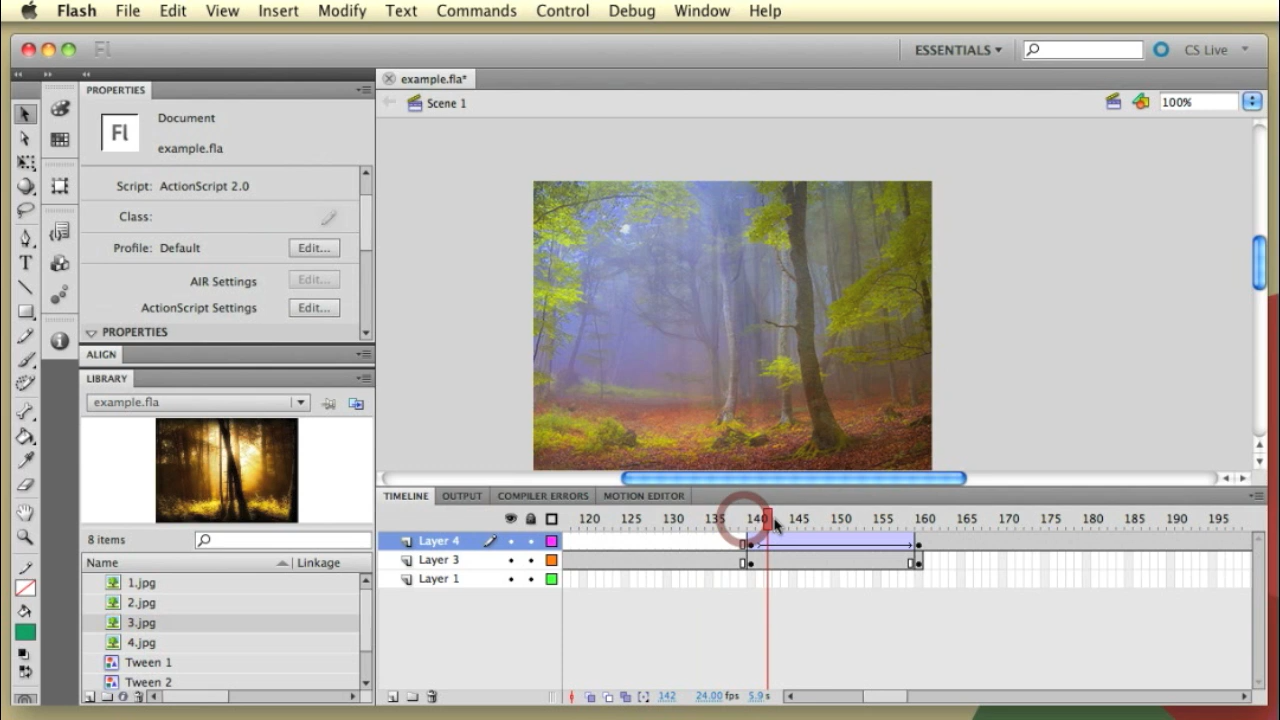 Flash File Edit View Insert Modify Text Commands Control Debug Window Help
Fl ESSENTIALS CS Live
PROPERTIES
Fl
Document
example.fla
Script: ActionScript 2.0
Class:
Profile: Default Edit...
AIR Settings Edit...
ActionScript Settings Edit...
PROPERTIES
ALIGN
LIBRARY
example.fla
8 items
Name Linkage
1.jpg
2.jpg
3.jpg
4.jpg
Tween 1
Tween 2
example.fla*
Scene 1 100%
TIMELINE OUTPUT COMPILER ERRORS MOTION EDITOR
120 125 130 135 140 145 150 155 160 165 170 175 180 185 190 195
Layer 4
Layer 3
Layer 1
142 24.00 fps 5.9 s